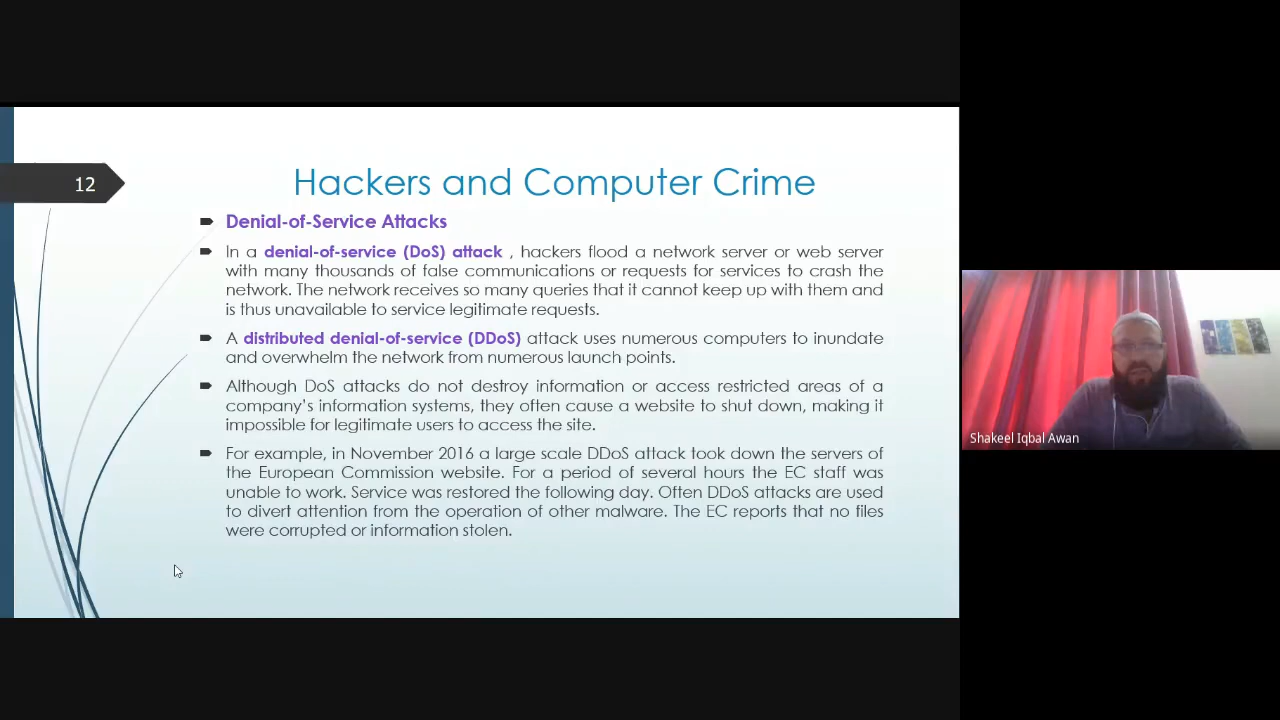 12
Hackers and Computer Crime
Denial-of-Service Attacks
In a denial-of-service (DoS) attack , hackers flood a network server or web server
with many thousands of false communications or requests for services to crash the
network. The network receives so many queries that it cannot keep up with them and
is thus unavailable to service legitimate requests.
A distributed denial-of-service (DDoS) attack uses numerous computers to inundate
and overwhelm the network from numerous launch points.
Although DoS attacks do not destroy information or access restricted areas of a
company's information systems, they often cause a website to shut down, making it
impossible for legitimate users to access the site.
For example, in November 2016 a large scale DDoS attack took down the servers of
the European Commission website. For a period of several hours the EC staff was
unable to work. Service was restored the following day. Often DDoS attacks are used
to divert attention from the operation of other malware. The EC reports that no files
were corrupted or information stolen.
Shakeel Iqbal Awan